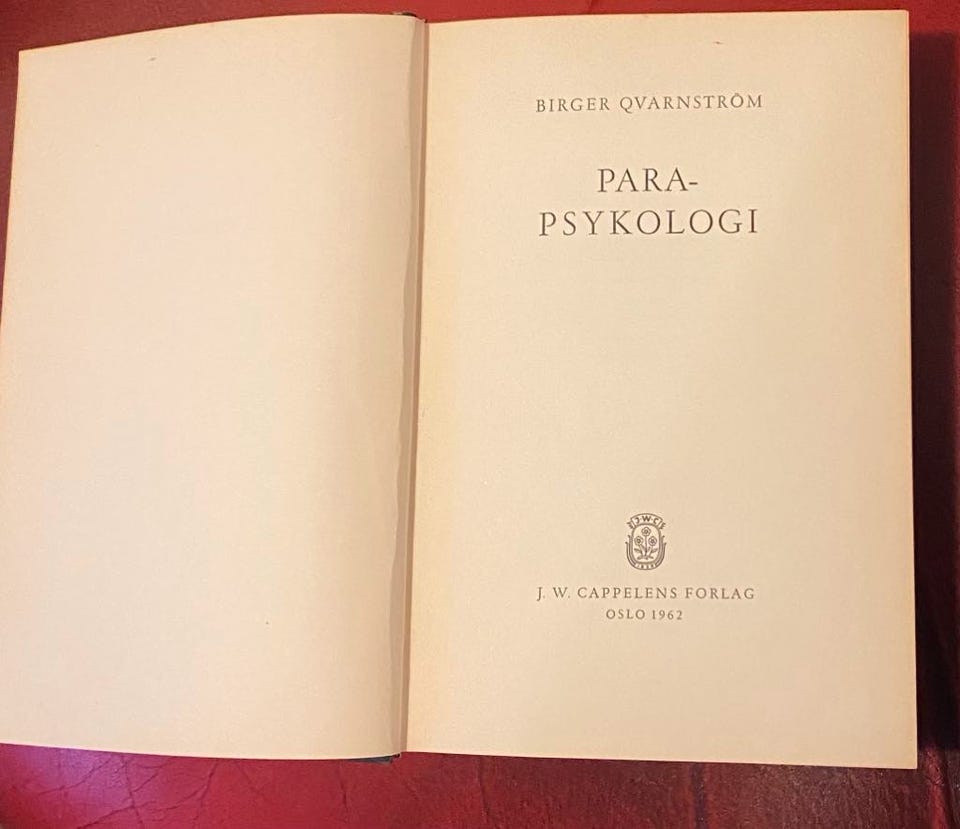 BIRGER QVARNSTRÖM
PARA-
PSYKOLOGI
J·W·C
J. W. CAPPELENS FORLAG
OSLO 1962